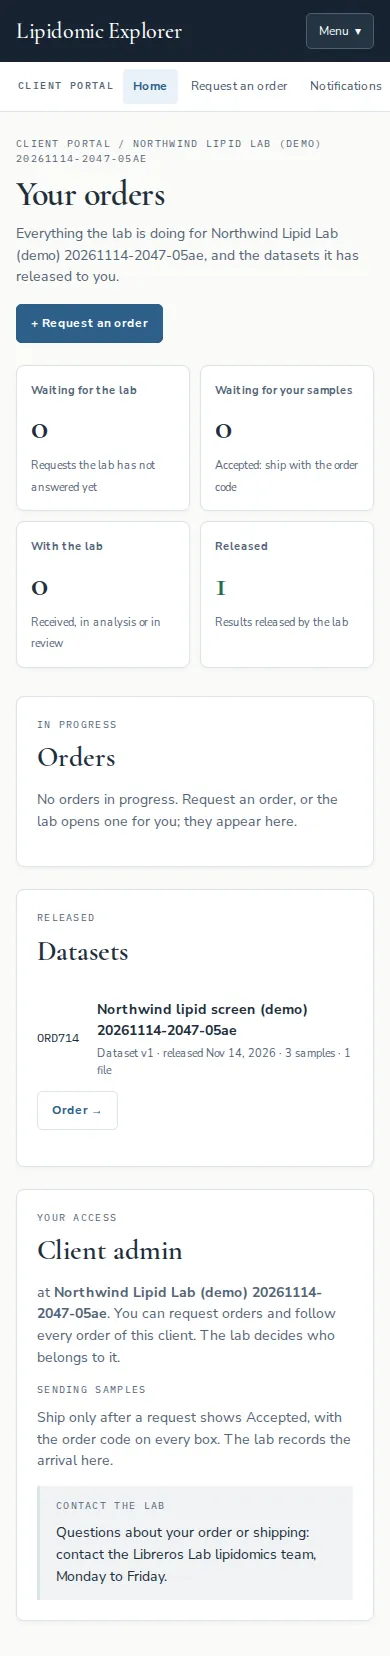 Lipidomic Explorer
Menu ▾
CLIENT PORTAL
Home
Request an order
Notifications
CLIENT PORTAL / NORTHWIND LIPID LAB (DEMO)
20261114-2047-05AE
Your orders
Everything the lab is doing for Northwind Lipid Lab
(demo) 20261114-2047-05ae, and the datasets it has
released to you.
+ Request an order
Waiting for the lab
0
Requests the lab has not
answered yet
Waiting for your samples
0
Accepted: ship with the order
code
With the lab
0
Received, in analysis or in
review
Released
1
Results released by the lab
IN PROGRESS
Orders
No orders in progress. Request an order, or the
lab opens one for you; they appear here.
RELEASED
Datasets
ORD714
Northwind lipid screen (demo)
20261114-2047-05ae
Dataset v1 · released Nov 14, 2026 · 3 samples · 1
file
Order →
YOUR ACCESS
Client admin
at Northwind Lipid Lab (demo) 20261114-
2047-05ae. You can request orders and follow
every order of this client. The lab decides who
belongs to it.
SENDING SAMPLES
Ship only after a request shows Accepted, with
the order code on every box. The lab records the
arrival here.
CONTACT THE LAB
Questions about your order or shipping:
contact the Libreros Lab lipidomics team,
Monday to Friday.